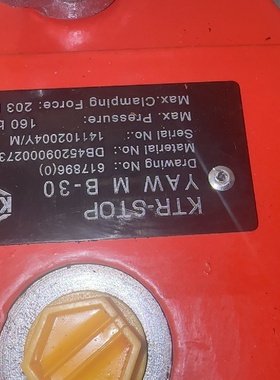 KTR-STOP
YAW M B-30
Drawing No.: 617896(0)
Material No.: DB452090000273
Serial No.: 141102004Y/M
Max. Pressure: 160 b
Max. Clamping Force: 203